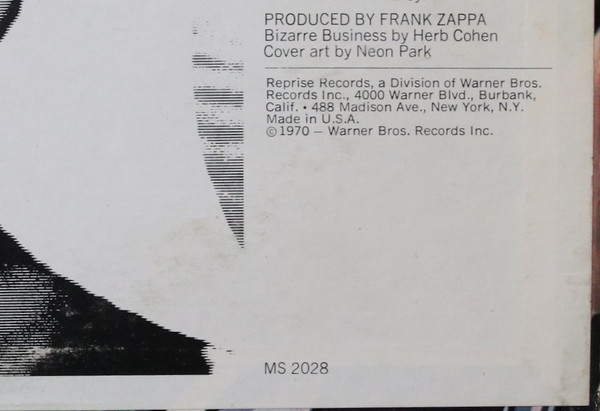 PRODUCED BY FRANK ZAPPA
Bizarre Business by Herb Cohen
Cover art by Neon Park
Reprise Records, a Division of Warner Bros.
Records Inc., 4000 Warner Blvd., Burbank,
Calif. • 488 Madison Ave., New York, N.Y.
Made in U.S.A.
©1970 — Warner Bros. Records Inc.
MS 2028